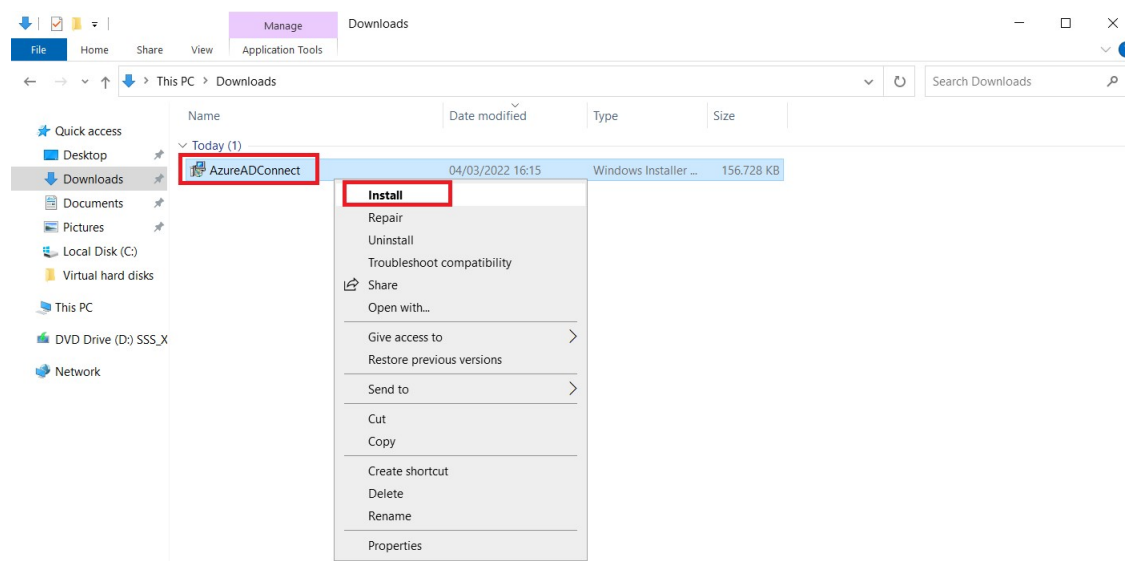 Manage
Downloads
File
Home
Share
View
Application Tools
This PC > Downloads
Search Downloads
Name
Date modified
Type
Size
Quick access
Desktop
Downloads
Documents
Pictures
Local Disk (C:)
Virtual hard disks
This PC
DVD Drive (D:) SSS_X
Network
Today (1)
AzureADConnect
04/03/2022 16:15
Windows Installer ...
156.728 KB
Install
Repair
Uninstall
Troubleshoot compatibility
Share
Open with...
Give access to
Restore previous versions
Send to
Cut
Copy
Create shortcut
Delete
Rename
Properties